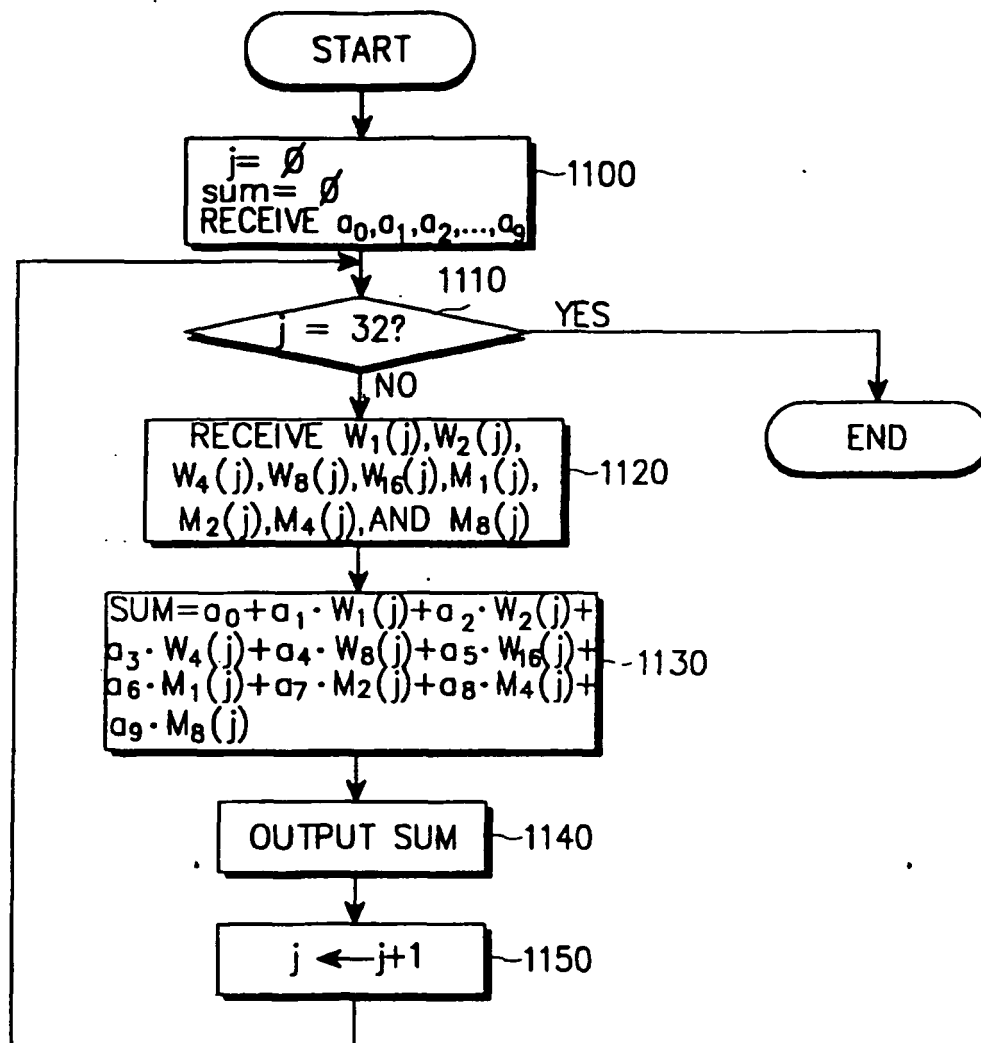 START
j= Ø
sum= Ø
RECEIVE a₀,a₁,a₂,...,a₉
1100
1110
j = 32?
YES
NO
END
RECEIVE W₁(j),W₂(j),
W₄(j),W₈(j),W₁₆(j),M₁(j),
M₂(j),M₄(j),AND M₈(j)
1120
SUM=a₀+a₁·W₁(j)+a₂·W₂(j)+
a₃·W₄(j)+a₄·W₈(j)+a₅·W₁₆(j)+
a₆·M₁(j)+a₇·M₂(j)+a₈·M₄(j)+
a₉·M₈(j)
1130
OUTPUT SUM
1140
j ← j+1
1150